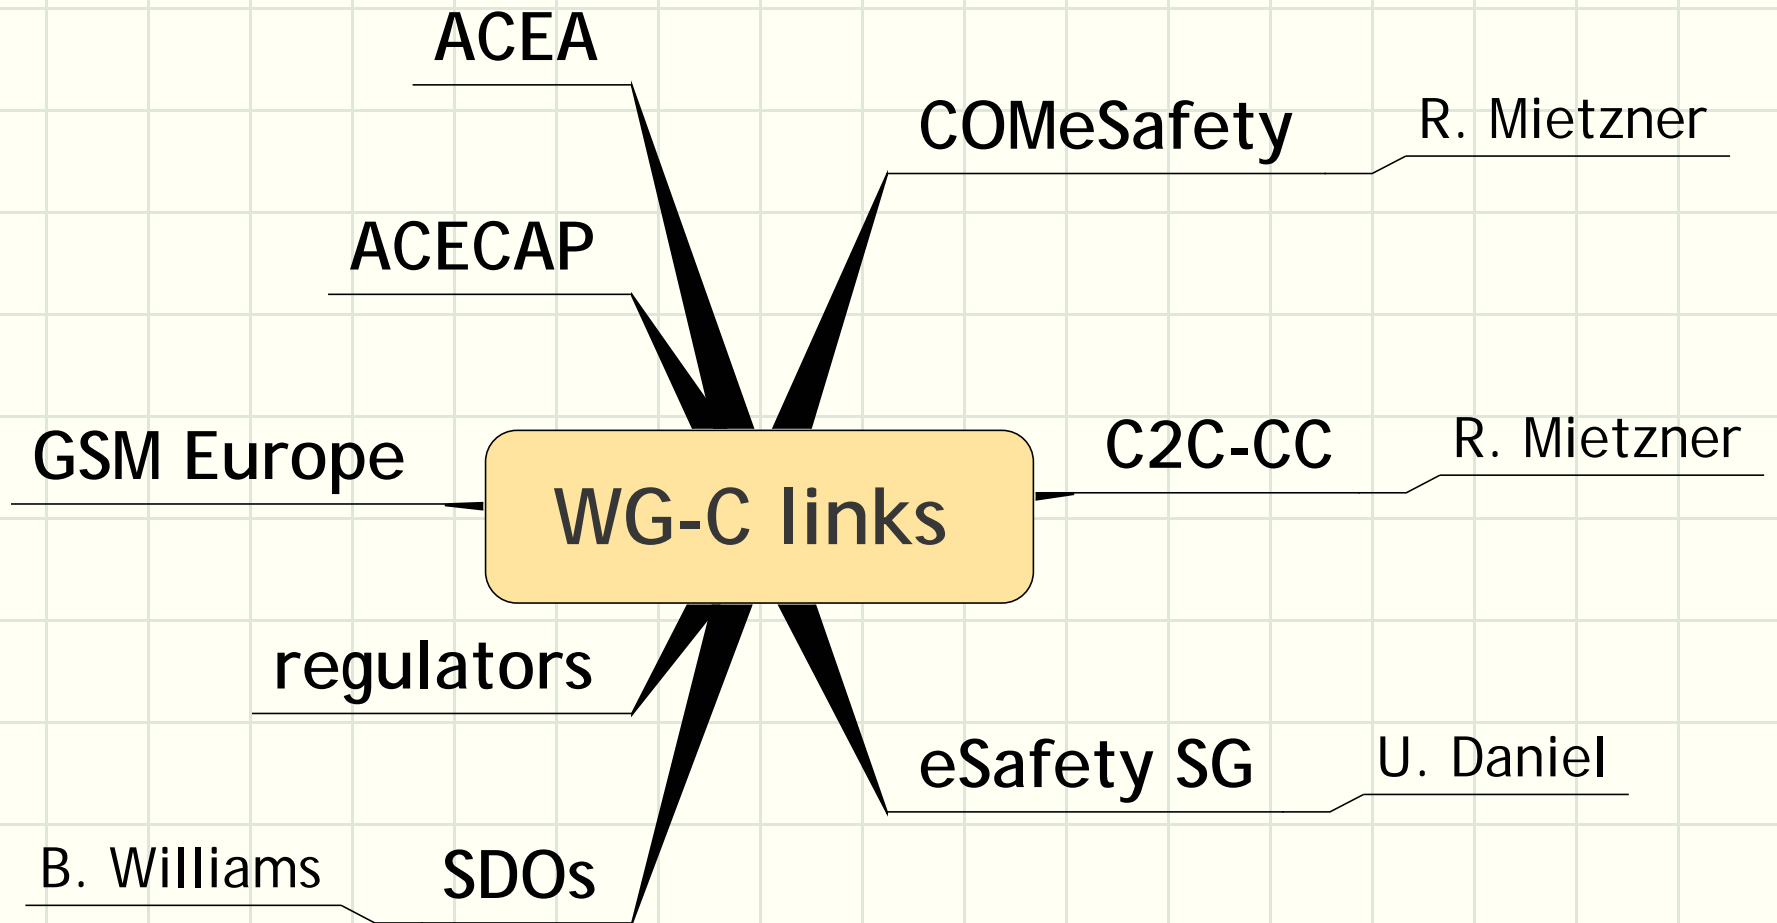 ACEA
COMeSafety
R. Mietzner
ACECAP
GSM Europe
WG-C links
C2C-CC
R. Mietzner
regulators
eSafety SG
U. Daniel
B. Williams
SDOs